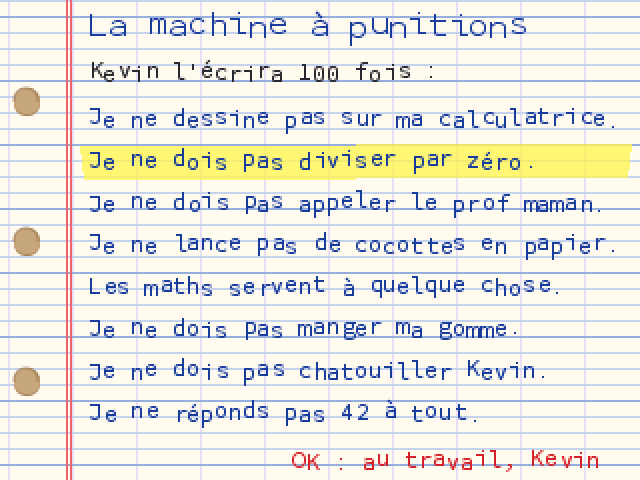 La machine à punitions
Kevin l'écrira 100 fois :
Je ne dessine pas sur ma calculatrice.
Je ne dois pas diviser par zéro.
Je ne dois pas appeler le prof maman.
Je ne lance pas de cocottes en papier.
Les maths servent à quelque chose.
Je ne dois pas manger ma gomme.
Je ne dois pas chatouiller Kevin.
Je ne réponds pas 42 à tout.
OK : au travail, Kevin